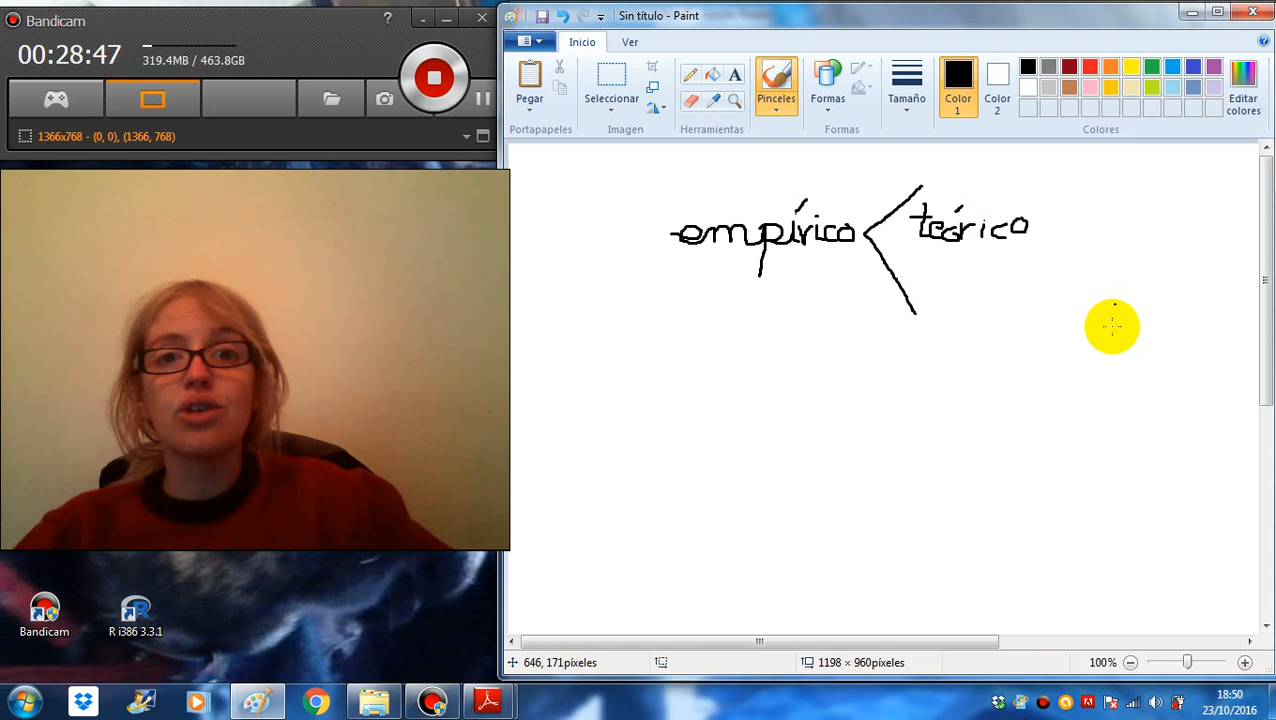 Bandicam
?
00:28:47
319.4MB / 463.8GB
1366x768 - (0, 0), (1366, 768)
Sin título - Paint
Inicio Ver
Pegar
Seleccionar
Pinceles
Formas
Tamaño
Color 1
Color 2
Editar colores
Portapapeles Imagen Herramientas Formas Colores
empírico teórico
Bandicam
R i386 3.3.1
646, 171píxeles 1198 × 960píxeles 100%
18:50
23/10/2016